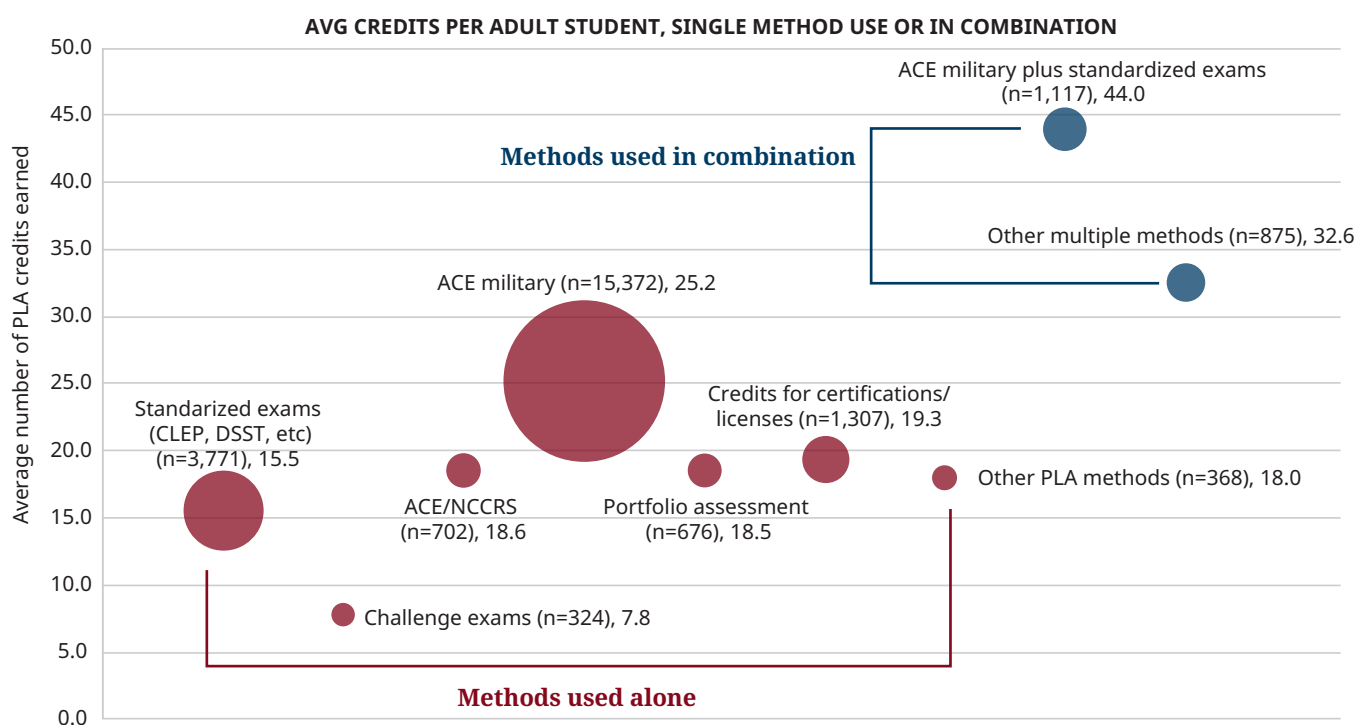 AVG CREDITS PER ADULT STUDENT, SINGLE METHOD USE OR IN COMBINATION
Average number of PLA credits earned
50.0
45.0
40.0
35.0
30.0
25.0
20.0
15.0
10.0
5.0
0.0
ACE military plus standardized exams
(n=1,117), 44.0
Methods used in combination
Other multiple methods (n=875), 32.6
ACE military (n=15,372), 25.2
Standarized exams
(CLEP, DSST, etc)
(n=3,771), 15.5
Credits for certifications/
licenses (n=1,307), 19.3
ACE/NCCRS
(n=702), 18.6
Portfolio assessment
(n=676), 18.5
Other PLA methods (n=368), 18.0
Challenge exams (n=324), 7.8
Methods used alone